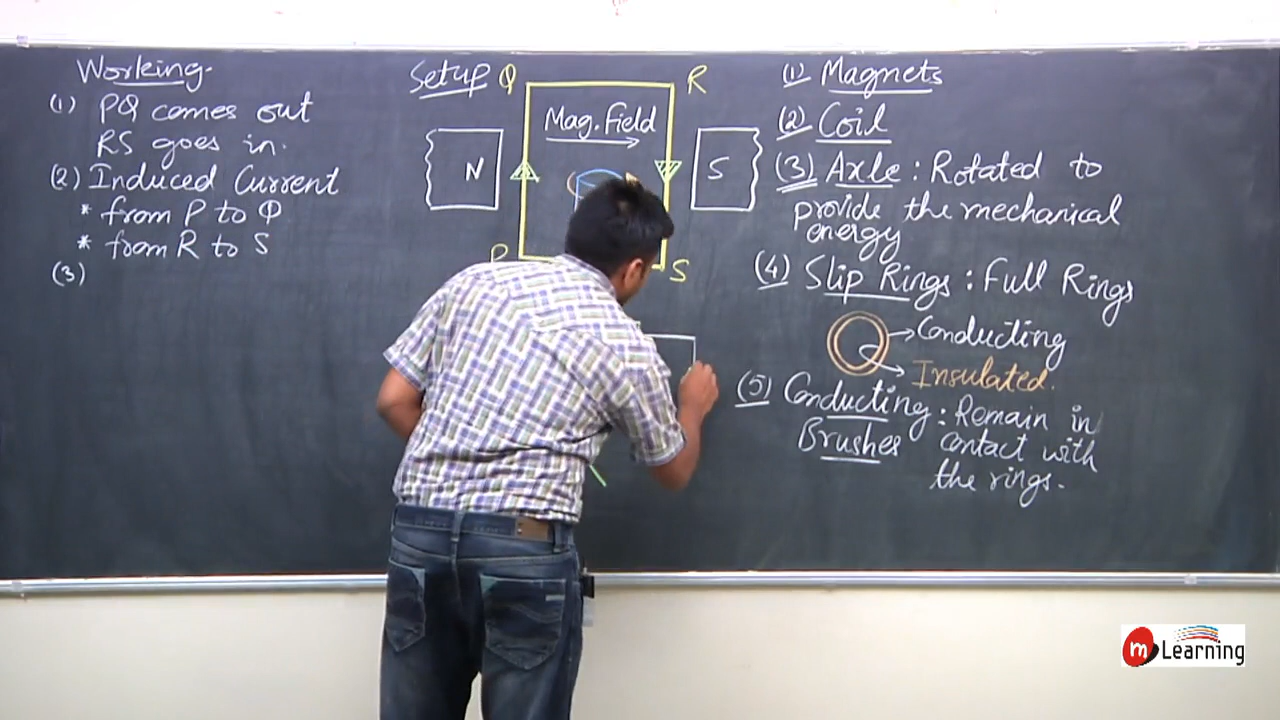 Working.
(1) PQ comes out
RS goes in.
(2) Induced Current
* from P to Q
* from R to S
(3)
Setup
Q
R
Mag. Field
N
S
P
S
(1) Magnets
(2) Coil
(3) Axle : Rotated to
provide the mechanical
energy
(4) Slip Rings : Full Rings
Conducting
Insulated.
(5) Conducting : Remain in
Brushes contact with
the rings.
m Learning